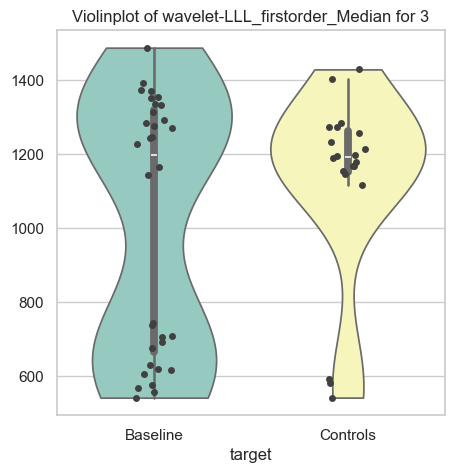 Violinplot of wavelet-LLL_firstorder_Median for 3
1400
1200
1000
800
600
Baseline
Controls
target